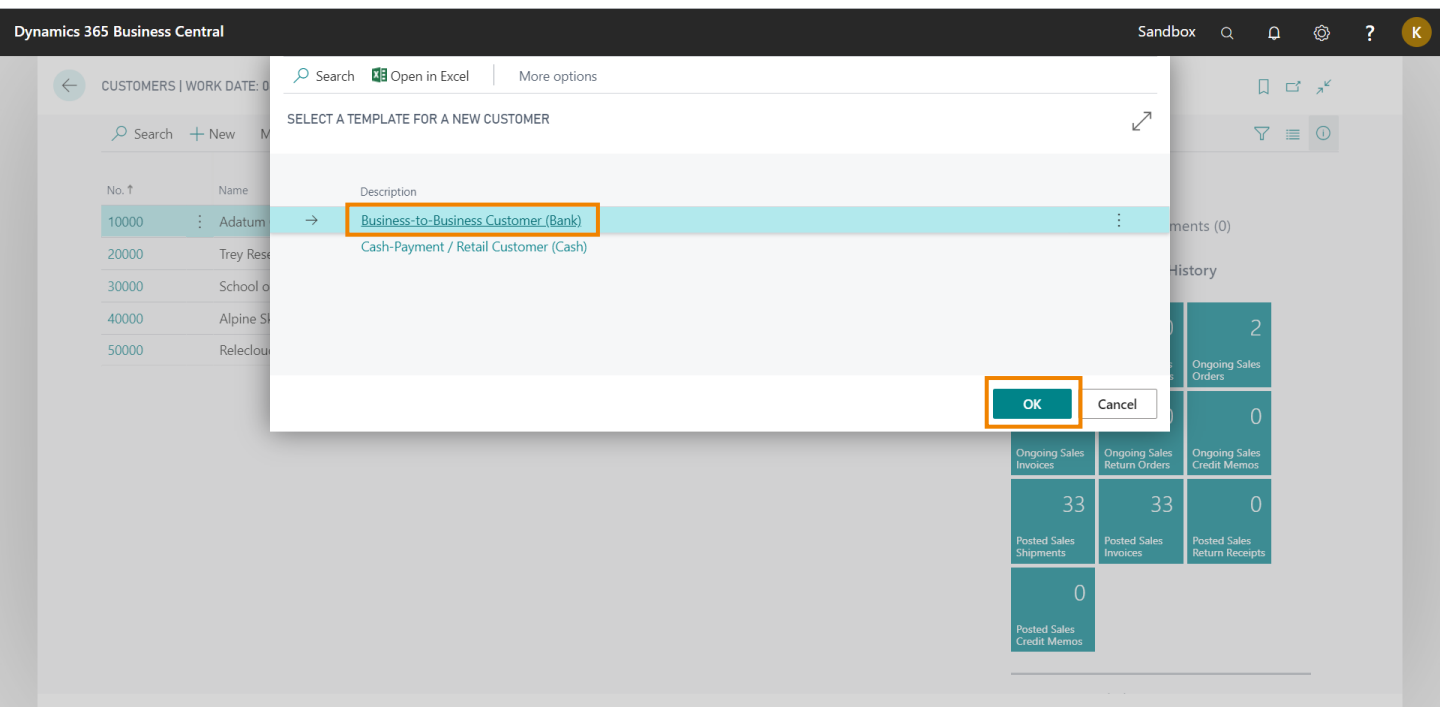 Dynamics 365 Business Central
Sandbox
?
K
CUSTOMERS | WORK DATE: 0
Search
New
M
No. ↑
Name
10000
Adatum
20000
Trey Rese
30000
School o
40000
Alpine Sk
50000
Relecloud
Search
Open in Excel
More options
SELECT A TEMPLATE FOR A NEW CUSTOMER
Description
Business-to-Business Customer (Bank)
Cash-Payment / Retail Customer (Cash)
OK
Cancel
ments (0)
History
2
Ongoing Sales
Orders
0
Ongoing Sales
Invoices
Ongoing Sales
Return Orders
Ongoing Sales
Credit Memos
33
33
0
Posted Sales
Shipments
Posted Sales
Invoices
Posted Sales
Return Receipts
0
Posted Sales
Credit Memos